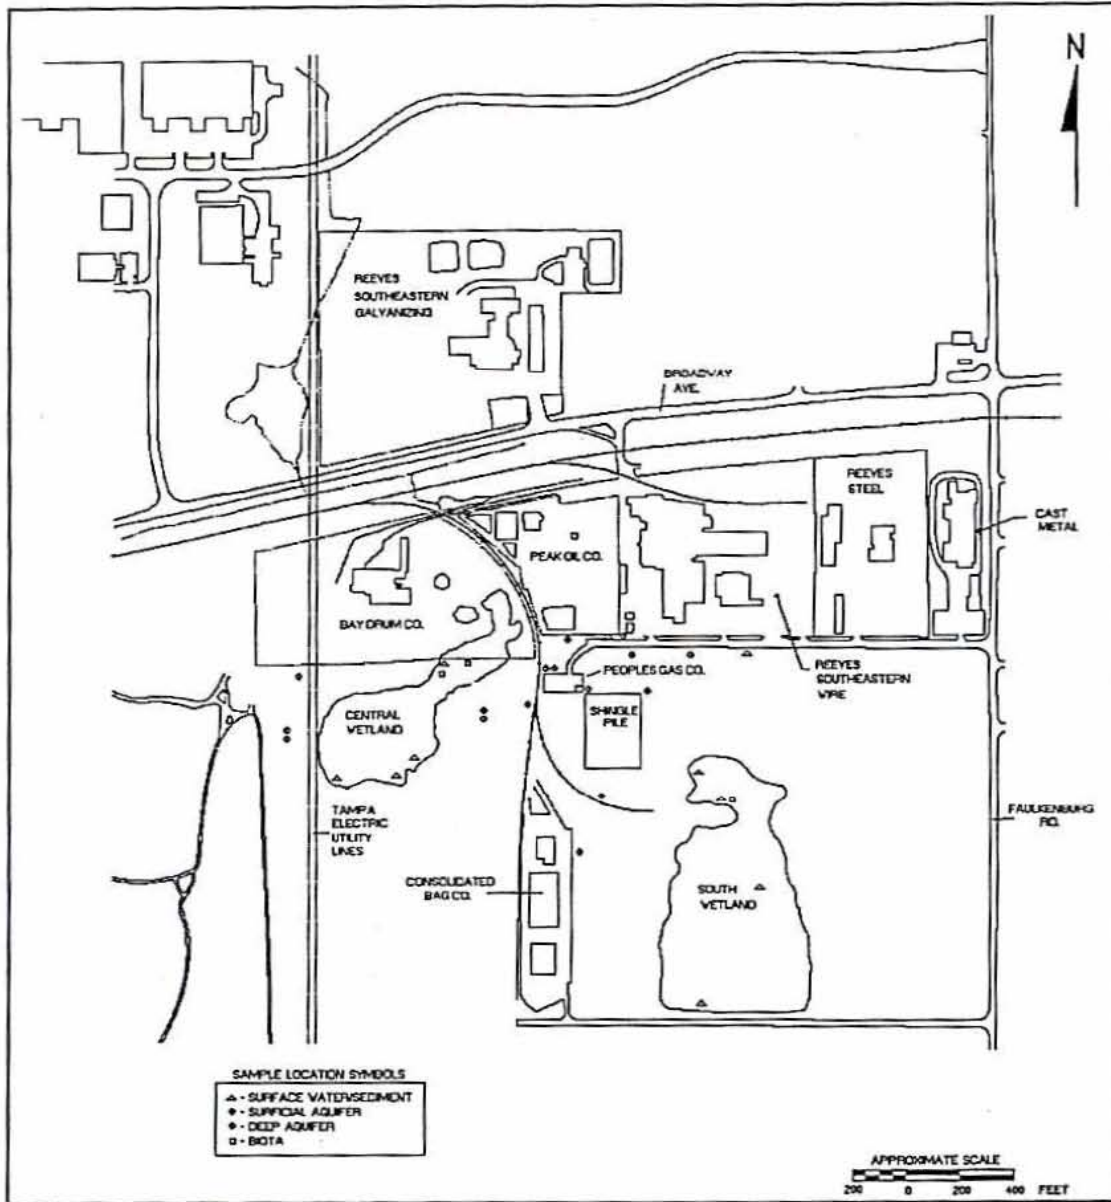 N
REEVES
SOUTHEASTERN
GALVANIZING
BROADWAY
AVE.
REEVES
STEEL
CAST
METAL
PEAK OIL CO.
BAY DRUM CO.
PEOPLES GAS CO.
REEVES
SOUTHEASTERN
WIRE
SHINGLE
PILE
CENTRAL
WETLAND
TAMPA
ELECTRIC
UTILITY
LINES
FAULKENBURG
RD.
CONSOLIDATED
BAG CO.
SOUTH
WETLAND
SAMPLE LOCATION SYMBOLS
- SURFACE WATER/SEDIMENT
- SURFICIAL AQUIFER
- DEEP AQUIFER
- BIOTA
APPROXIMATE SCALE
200 0 200 400 FEET